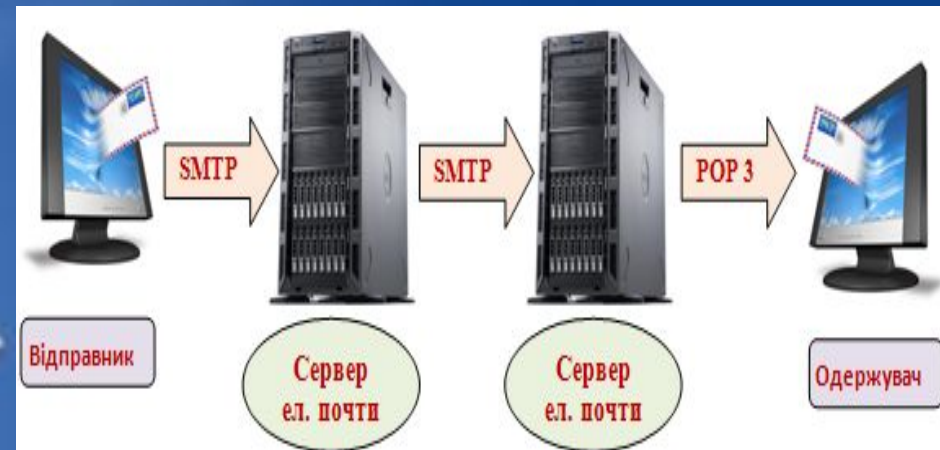 SMTP
SMTP
POP 3
Відправник
Сервер
ел. почти
Сервер
ел. почти
Одержувач